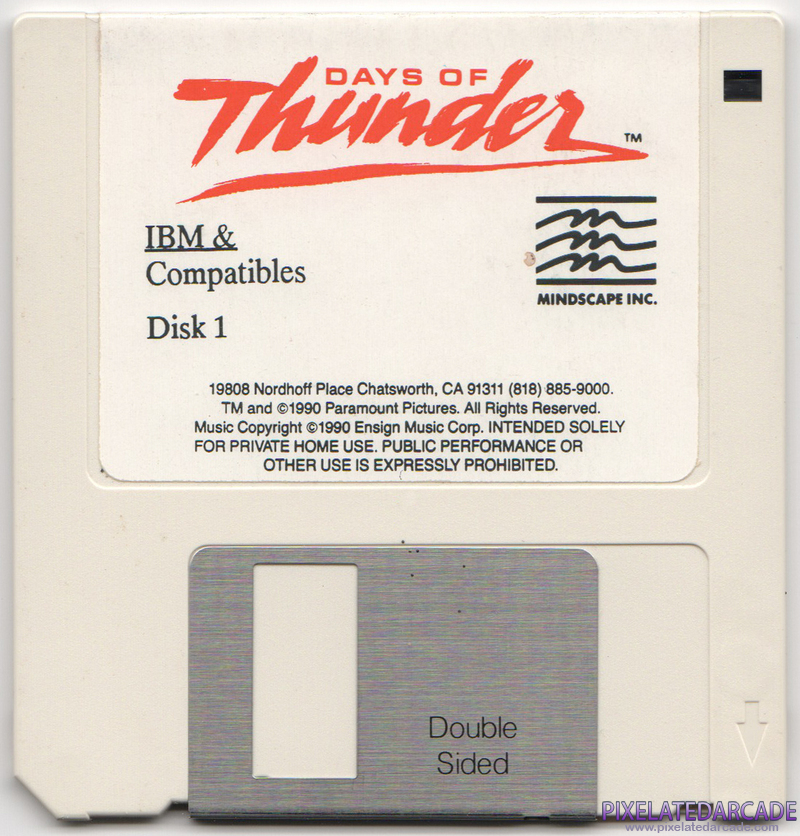 DAYS OF
Thunder™
IBM &
Compatibles
Disk 1
MINDSCAPE INC.
19808 Nordhoff Place Chatsworth, CA 91311 (818) 885-9000.
TM and ©1990 Paramount Pictures. All Rights Reserved.
Music Copyright ©1990 Ensign Music Corp. INTENDED SOLELY
FOR PRIVATE HOME USE. PUBLIC PERFORMANCE OR
OTHER USE IS EXPRESSLY PROHIBITED.
Double
Sided
PIXELATEDARCADE
www.pixelatedarcade.com